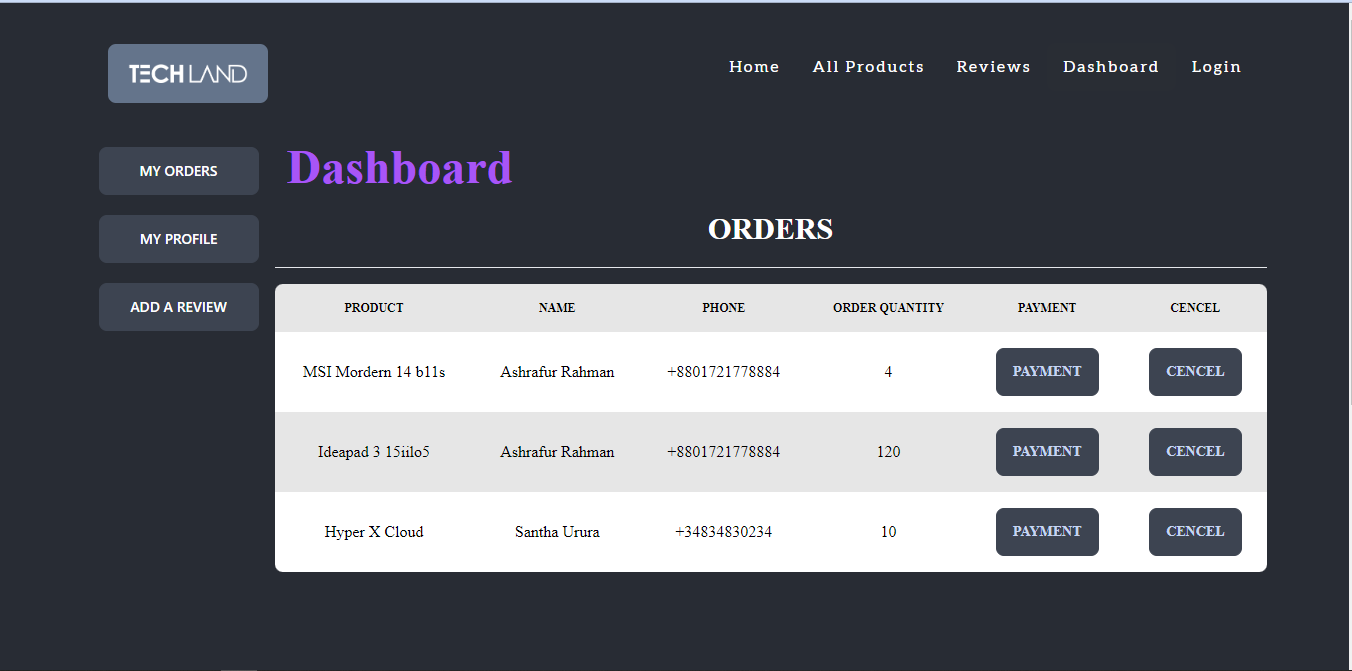 TECH LAND
Home All Products Reviews Dashboard Login
MY ORDERS
MY PROFILE
ADD A REVIEW
Dashboard
ORDERS
PRODUCT NAME PHONE ORDER QUANTITY PAYMENT CENCEL
MSI Mordern 14 b11s Ashrafur Rahman +8801721778884 4 PAYMENT CENCEL
Ideapad 3 15iilo5 Ashrafur Rahman +8801721778884 120 PAYMENT CENCEL
Hyper X Cloud Santha Urura +34834830234 10 PAYMENT CENCEL